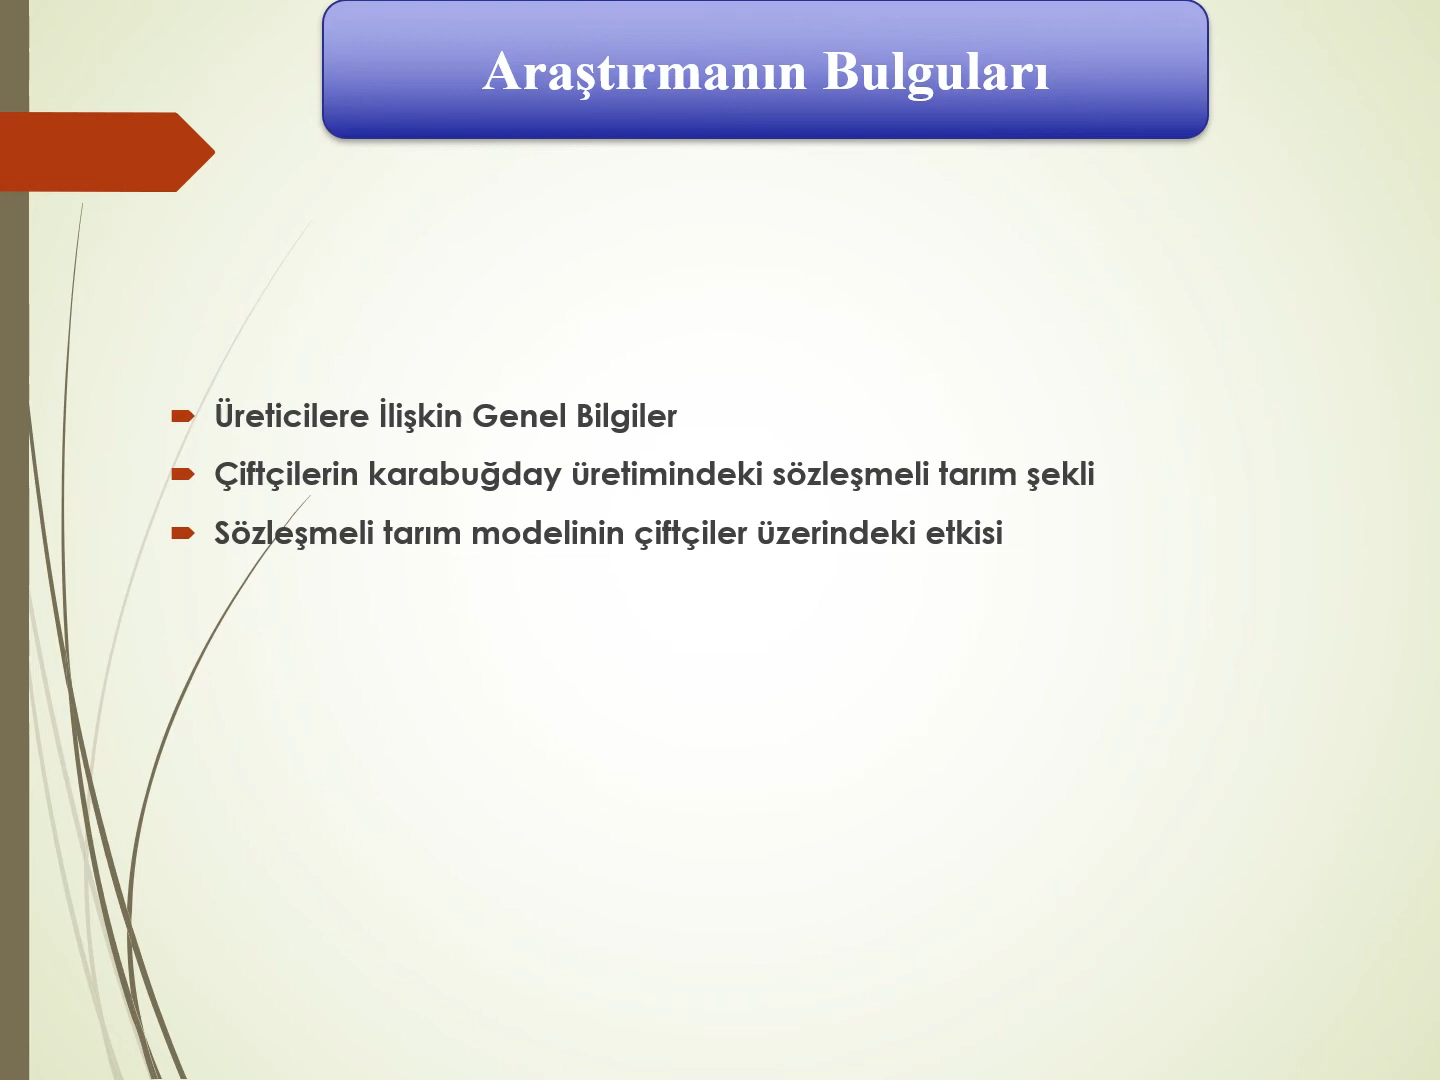 Araştırmanın Bulguları
Üreticilere İlişkin Genel Bilgiler
Çiftçilerin karabuğday üretimindeki sözleşmeli tarım şekli
Sözleşmeli tarım modelinin çiftçiler üzerindeki etkisi